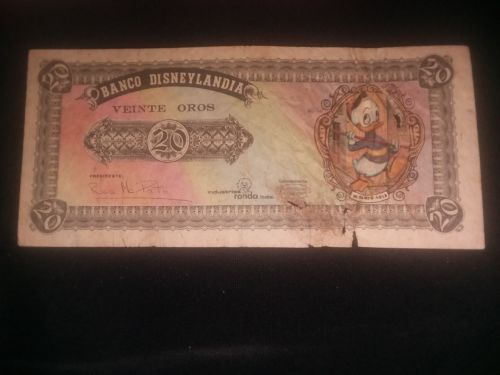 20 20
BANCO DISNEYLANDIA
VEINTE OROS
20
PRESIDENTE:
industrias
ronda
20 20